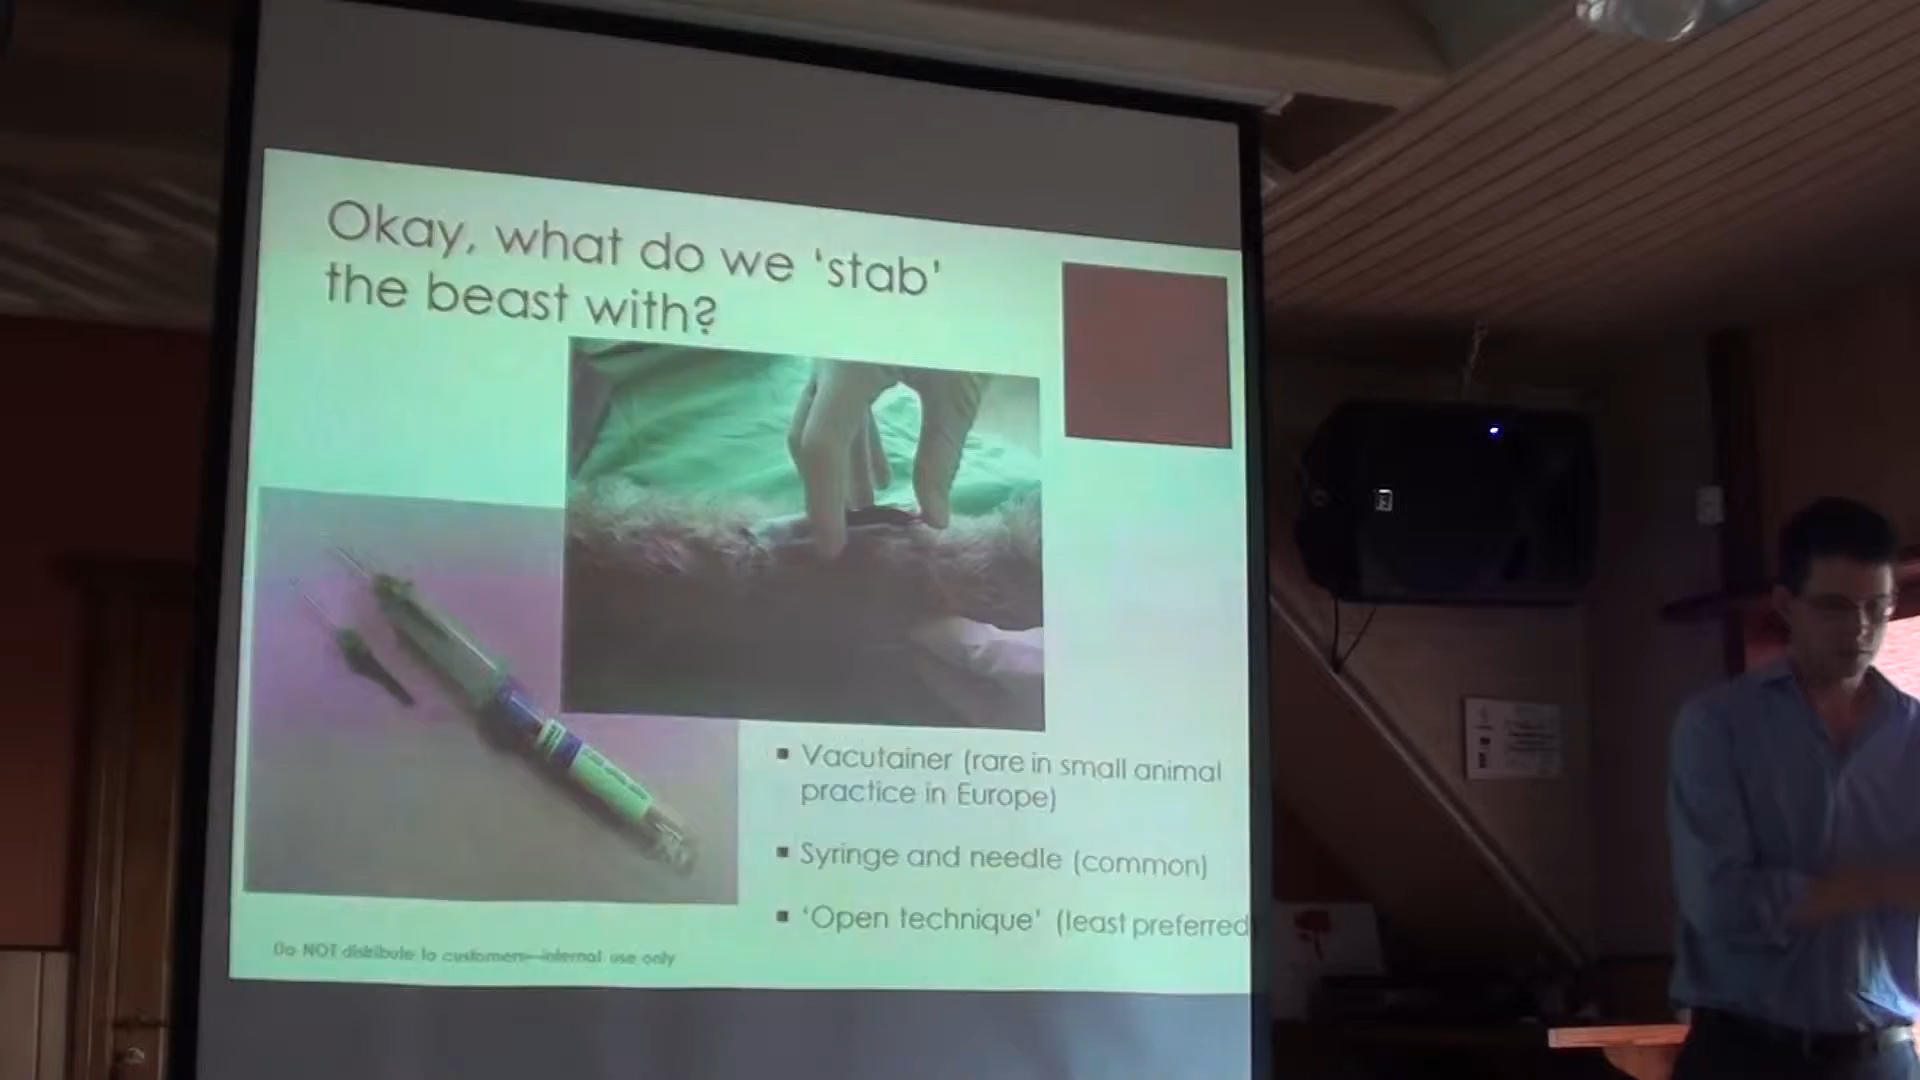 Okay, what do we ‘stab’
the beast with?
▪ Vacutainer (rare in small animal
practice in Europe)
▪ Syringe and needle (common)
▪ ‘Open technique’ (least preferred
Do NOT distribute to customers—internal use only